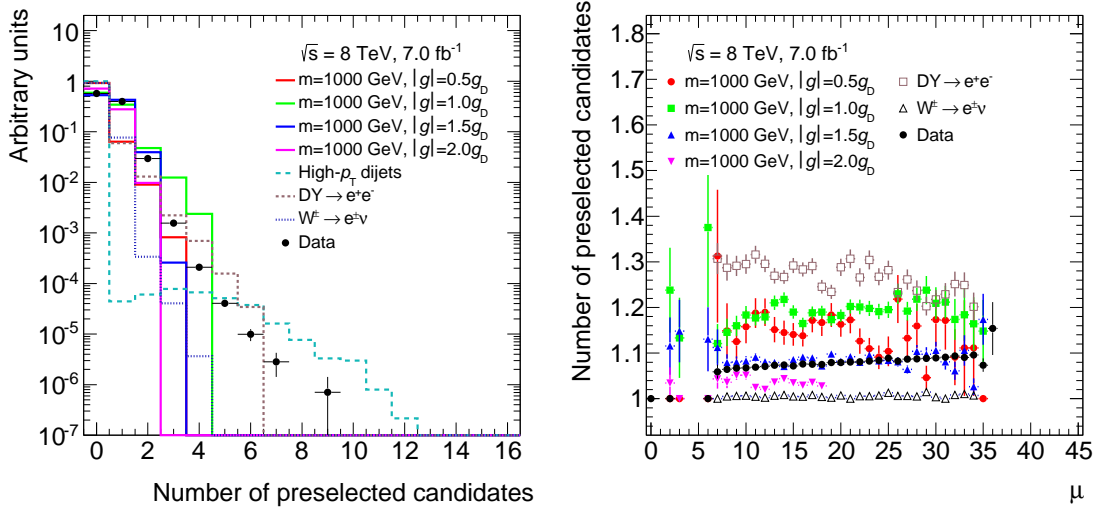 Arbitrary units
10
1
10⁻¹
10⁻²
10⁻³
10⁻⁴
10⁻⁵
10⁻⁶
10⁻⁷
√s = 8 TeV, 7.0 fb⁻¹
m=1000 GeV, |g|=0.5g_D
m=1000 GeV, |g|=1.0g_D
m=1000 GeV, |g|=1.5g_D
m=1000 GeV, |g|=2.0g_D
High-p_T dijets
DY → e⁺e⁻
W^± → e^±ν
Data
0 2 4 6 8 10 12 14 16
Number of preselected candidates
Number of preselected candidates
1.8
1.7
1.6
1.5
1.4
1.3
1.2
1.1
1
√s = 8 TeV, 7.0 fb⁻¹
m=1000 GeV, |g|=0.5g_D
m=1000 GeV, |g|=1.0g_D
m=1000 GeV, |g|=1.5g_D
m=1000 GeV, |g|=2.0g_D
DY → e⁺e⁻
W^± → e^±ν
Data
0 5 10 15 20 25 30 35 40 45
μ